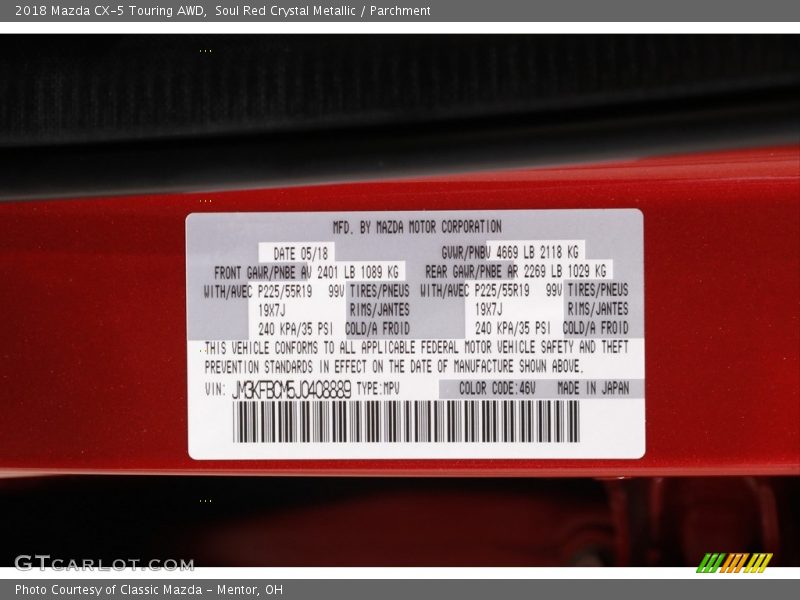 2018 Mazda CX-5 Touring AWD, Soul Red Crystal Metallic / Parchment
MFD. BY MAZDA MOTOR CORPORATION
DATE 05/18 GVWR/PNBV 4669 LB 2118 KG
FRONT GAWR/PNBE AV 2401 LB 1089 KG REAR GAWR/PNBE AR 2269 LB 1029 KG
WITH/AVEC P225/55R19 99V TIRES/PNEUS WITH/AVEC P225/55R19 99V TIRES/PNEUS
19X7J RIMS/JANTES 19X7J RIMS/JANTES
240 KPA/35 PSI COLD/A FROID 240 KPA/35 PSI COLD/A FROID
THIS VEHICLE CONFORMS TO ALL APPLICABLE FEDERAL MOTOR VEHICLE SAFETY AND THEFT
PREVENTION STANDARDS IN EFFECT ON THE DATE OF MANUFACTURE SHOWN ABOVE.
VIN: JM3KFBCM5J0408889 TYPE:MPV COLOR CODE:46V MADE IN JAPAN
GTCARLOT.COM
Photo Courtesy of Classic Mazda - Mentor, OH